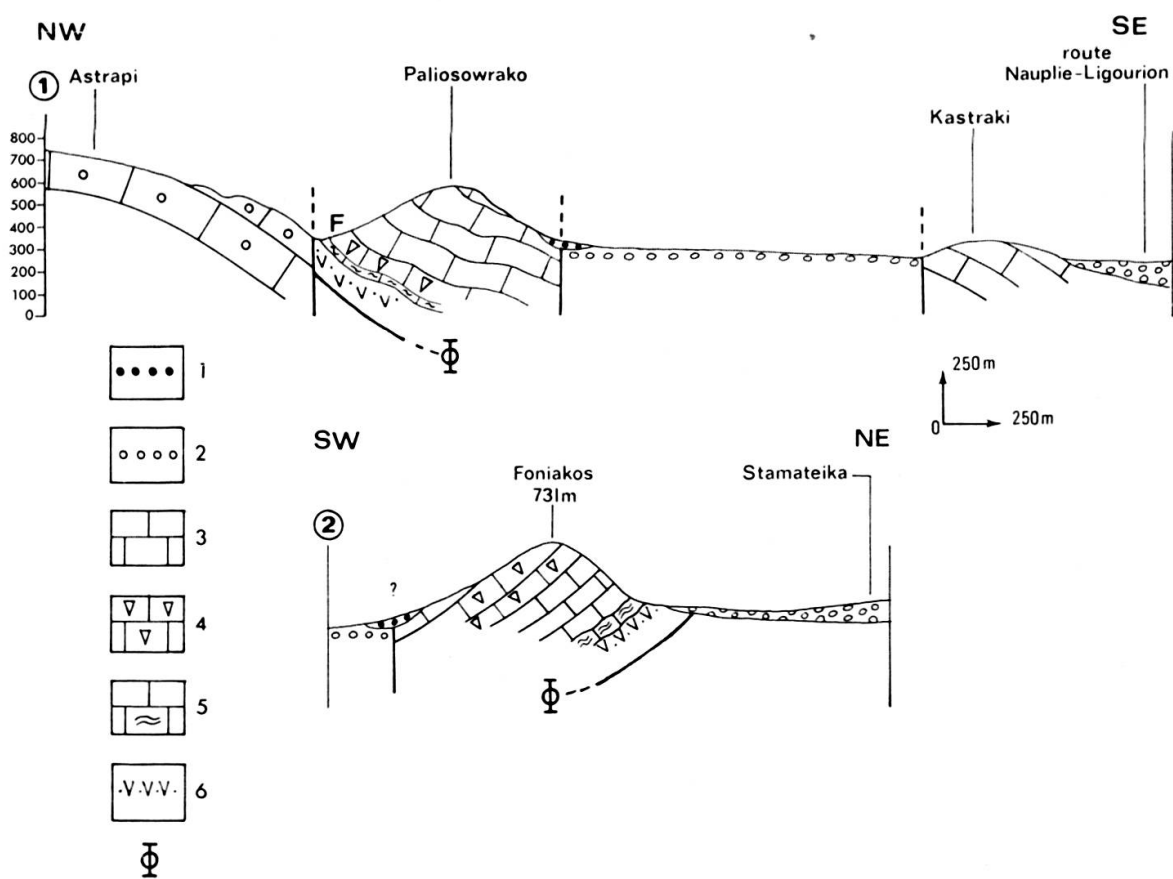 NW
SE
① Astrapi
Paliosowrako
Kastraki
route
Nauplie-Ligourion
800
700
600
500
400
300
200
100
0
F
Φ
250m
0
250m
1
2
3
4
5
6
Φ
SW
NE
②
Foniakos
731m
Stamateika
?
Φ